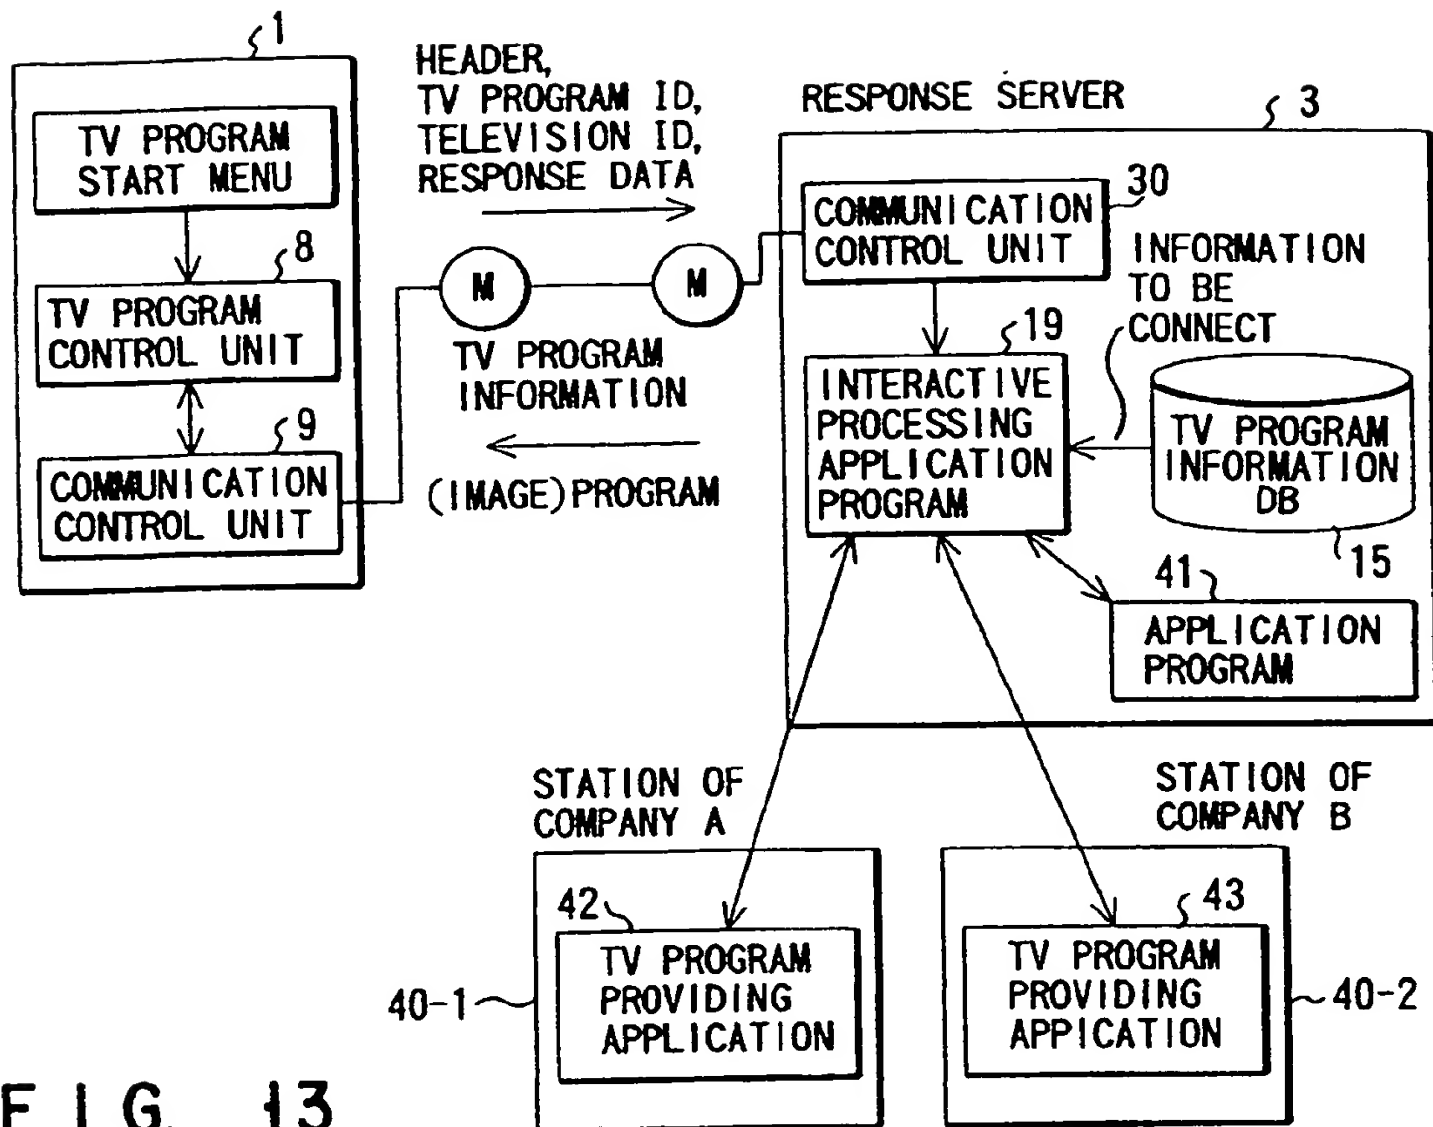 1
TV PROGRAM
START MENU
8
TV PROGRAM
CONTROL UNIT
9
COMMUNICATION
CONTROL UNIT
HEADER,
TV PROGRAM ID,
TELEVISION ID,
RESPONSE DATA
M
M
TV PROGRAM
INFORMATION
(IMAGE)PROGRAM
RESPONSE SERVER
3
30
COMMUNICATION
CONTROL UNIT
INFORMATION
TO BE
CONNECT
19
INTERACTIVE
PROCESSING
APPLICATION
PROGRAM
TV PROGRAM
INFORMATION
DB
15
41
APPLICATION
PROGRAM
STATION OF
COMPANY A
42
TV PROGRAM
PROVIDING
APPLICATION
40-1
STATION OF
COMPANY B
43
TV PROGRAM
PROVIDING
APPICATION
40-2
FIG. 13